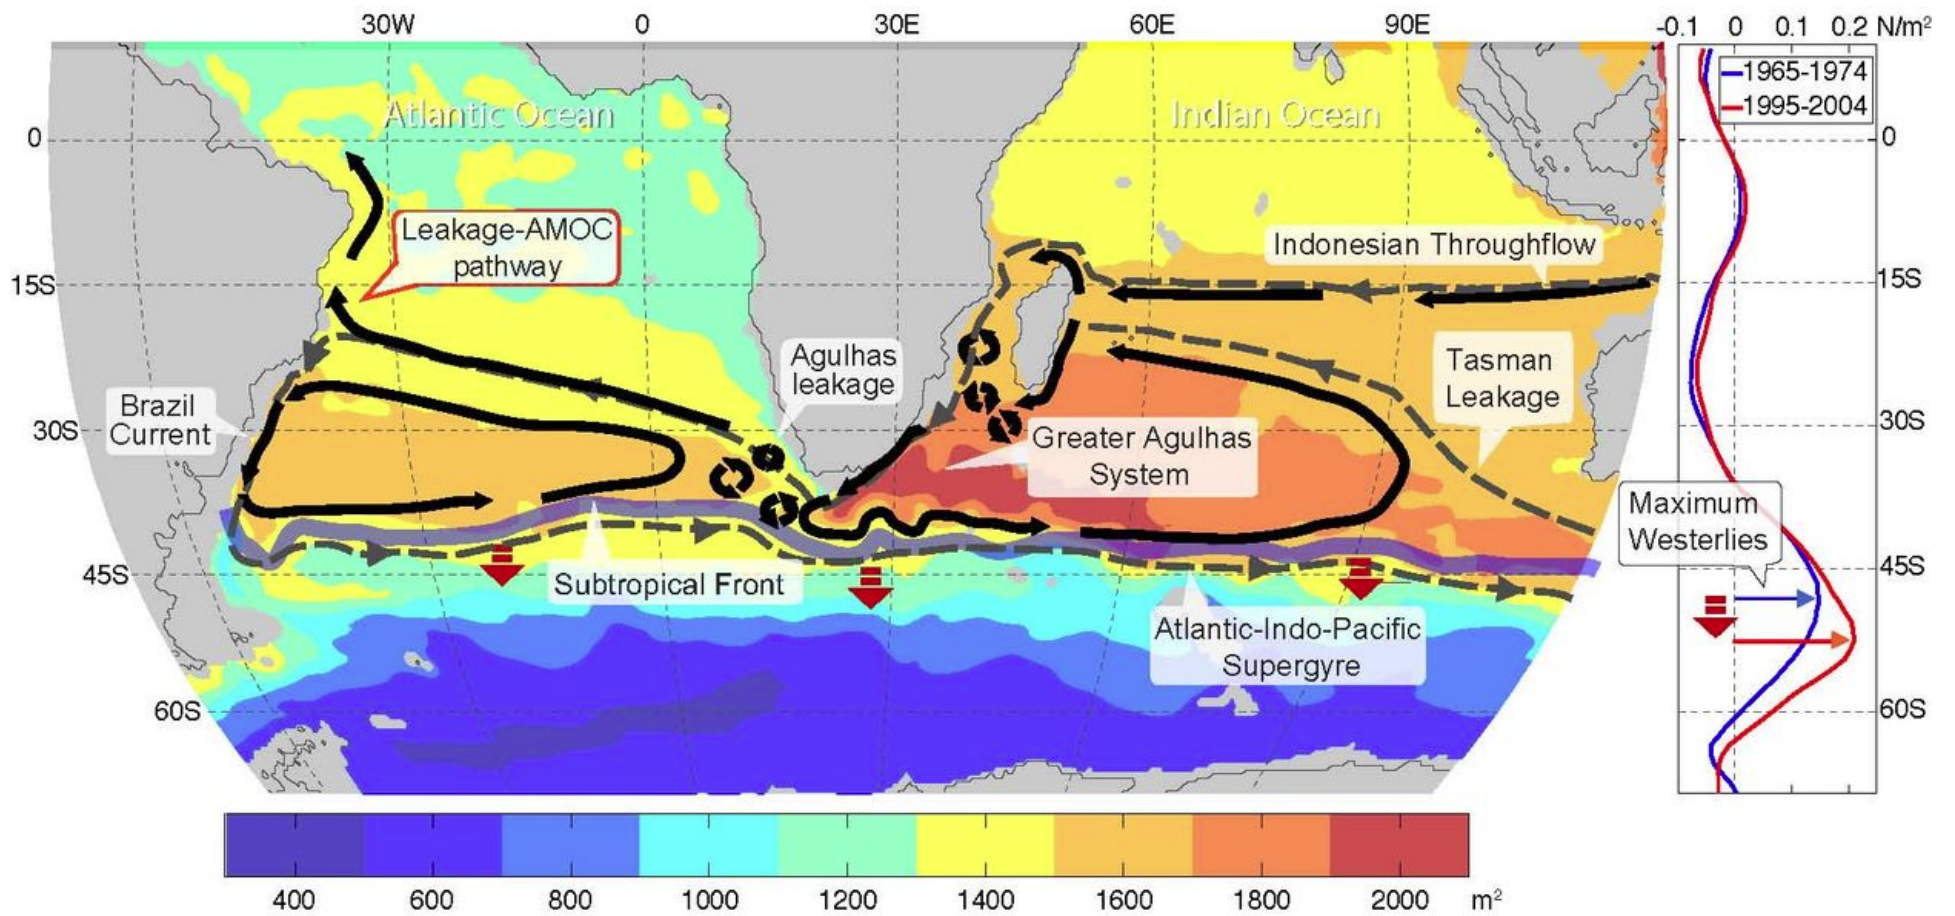 30W 0 30E 60E 90E -0.1 0 0.1 0.2 N/m²
1965-1974
1995-2004
Atlantic Ocean
Indian Ocean
0
0
Leakage-AMOC
pathway
Indonesian Throughflow
15S
15S
Agulhas
leakage
Tasman
Leakage
Brazil
Current
30S
30S
Greater Agulhas
System
Maximum
Westerlies
45S
45S
Subtropical Front
Atlantic-Indo-Pacific
Supergyre
60S
60S
400 600 800 1000 1200 1400 1600 1800 2000 m²